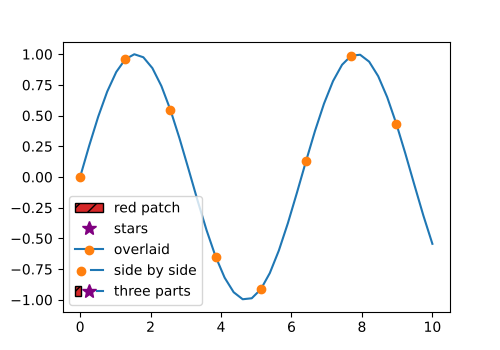 1.00
0.75
0.50
0.25
0.00
−0.25
−0.50
−0.75
−1.00
red patch
stars
overlaid
side by side
three parts
0 2 4 6 8 10